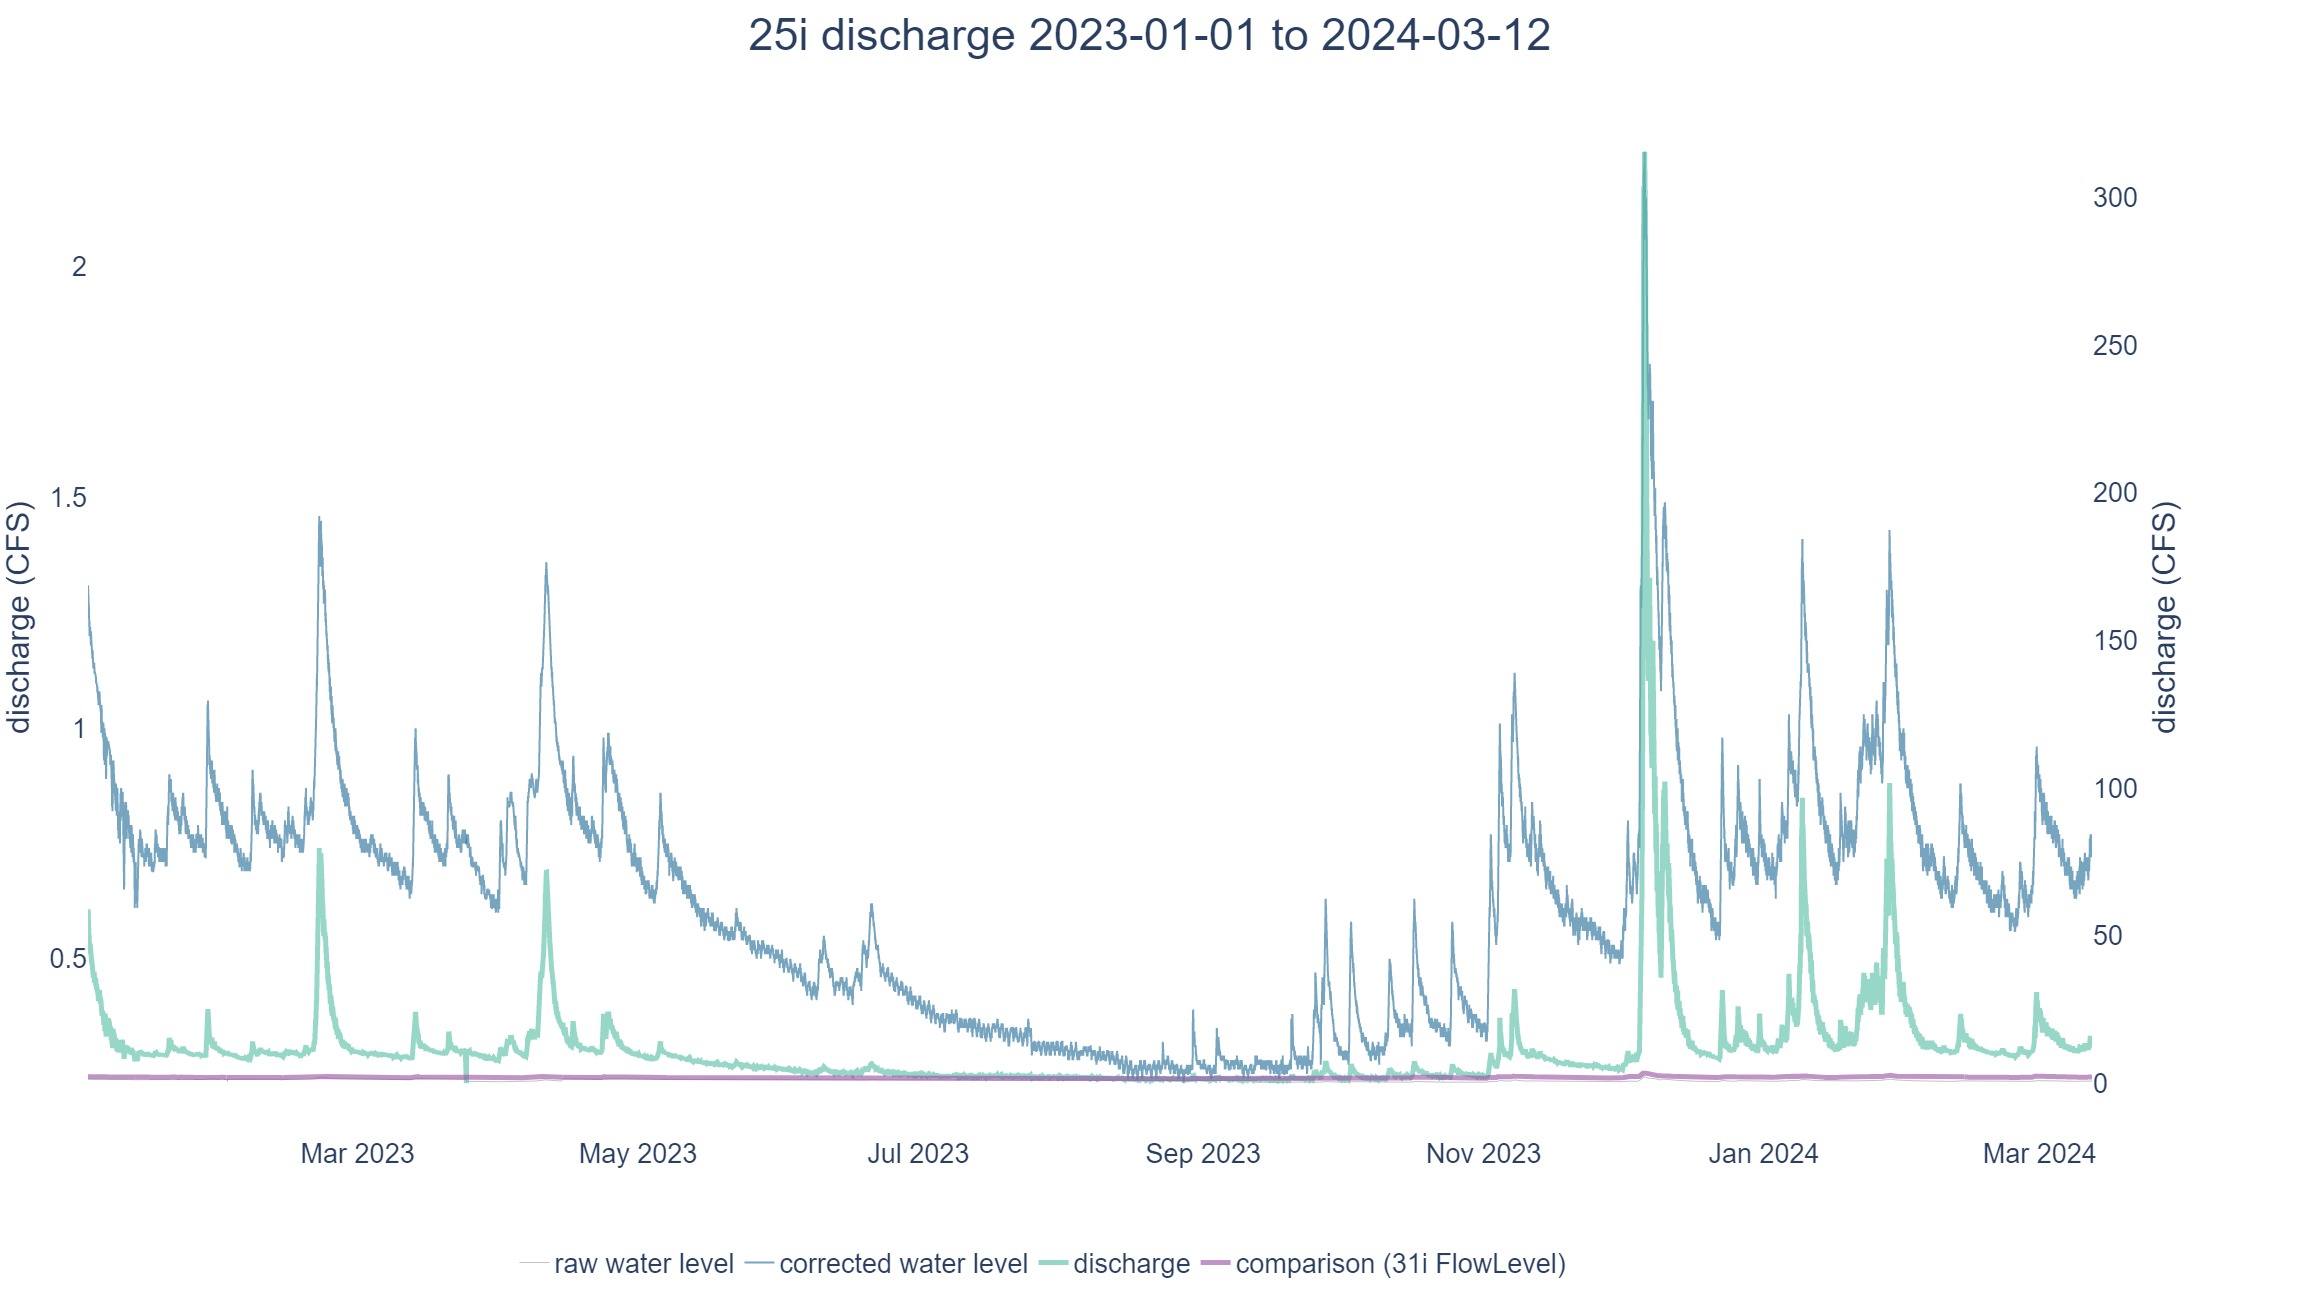 25i discharge 2023-01-01 to 2024-03-12
discharge (CFS)
2
1.5
1
0.5
300
250
200
150
100
50
0
discharge (CFS)
Mar 2023
May 2023
Jul 2023
Sep 2023
Nov 2023
Jan 2024
Mar 2024
raw water level
corrected water level
discharge
comparison (31i FlowLevel)